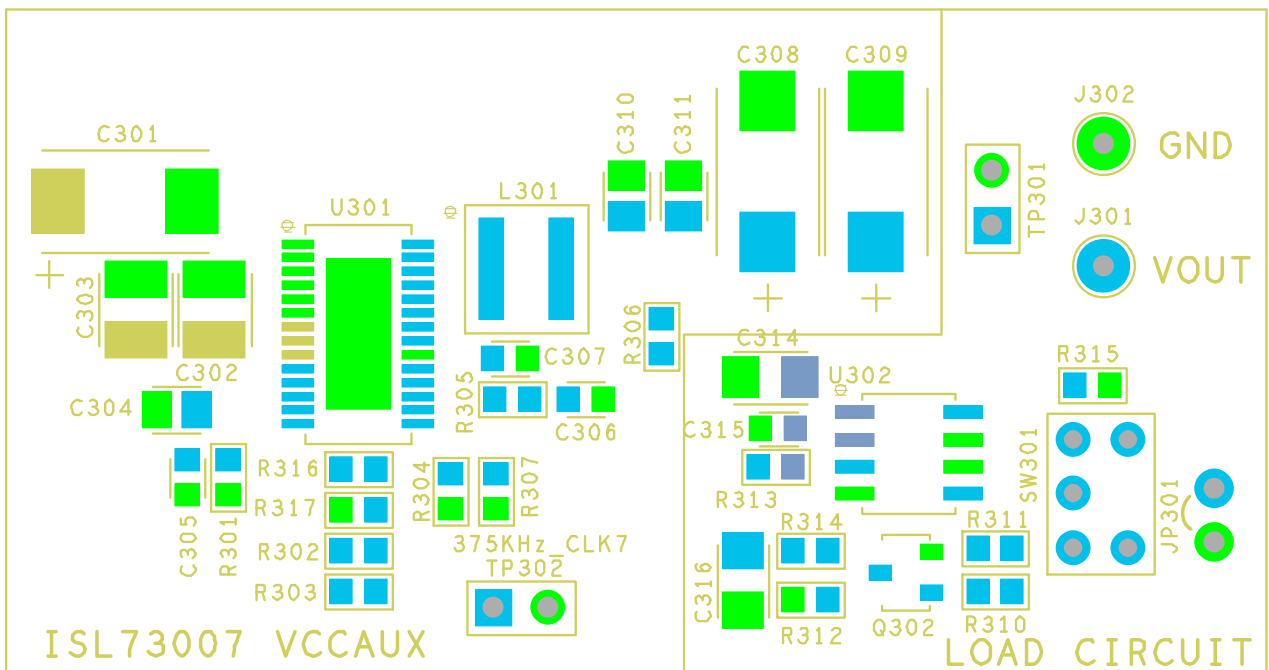 C308
C309
C310
C311
J302
GND
C301
TP301
L301
U301
J301
VOUT
C303
R306
C314
C307
R315
C302
U302
R305
C304
C306
C315
SW301
R316
R304
R307
R313
R317
R314
R311
JP301
C305
R301
R302
375KHz_CLK7
TP302
C316
R303
R312
Q302
R310
ISL73007 VCCAUX
LOAD CIRCUIT